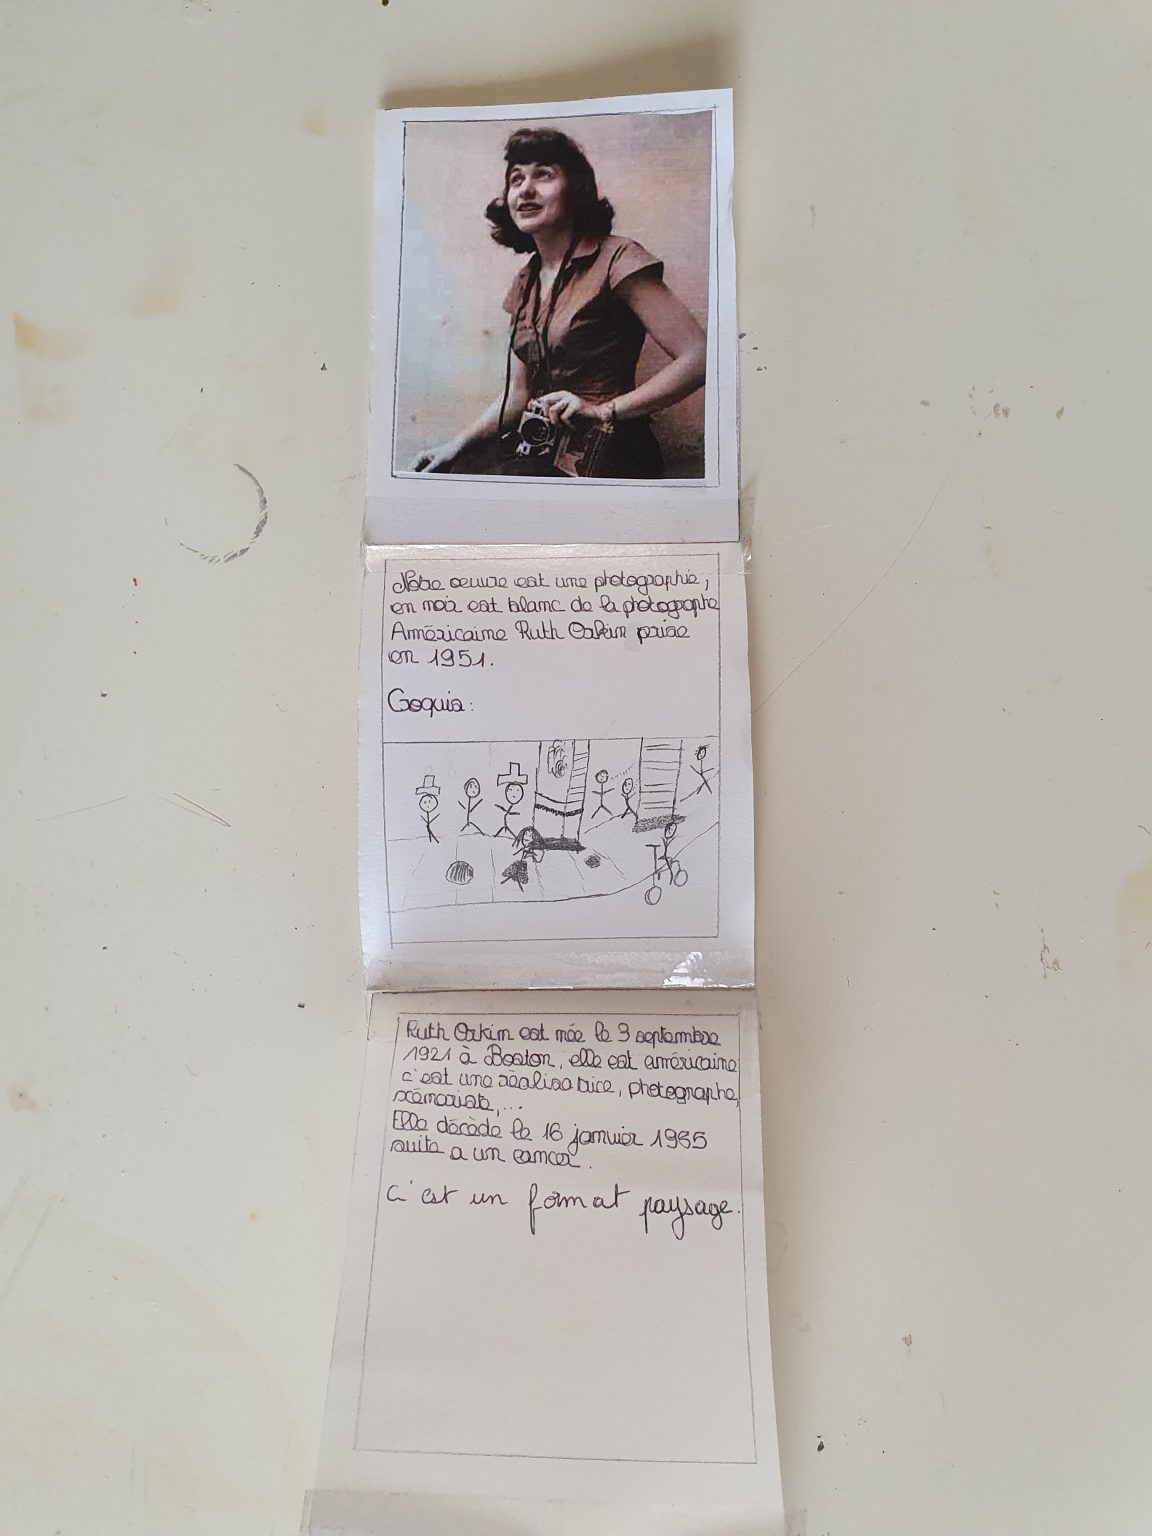 Notre œuvre est une photographie,
en noir est blanc de la photographe
Américaine Ruth Orkin prise
en 1951.
Croquis :
Ruth Orkin est née le 3 septembre
1921 à Boston, elle est américaine
c'est une réalisatrice, photographe,
scénariste,...
Elle décède le 16 janvier 1985
suite a un cancer.
C'est un format paysage.